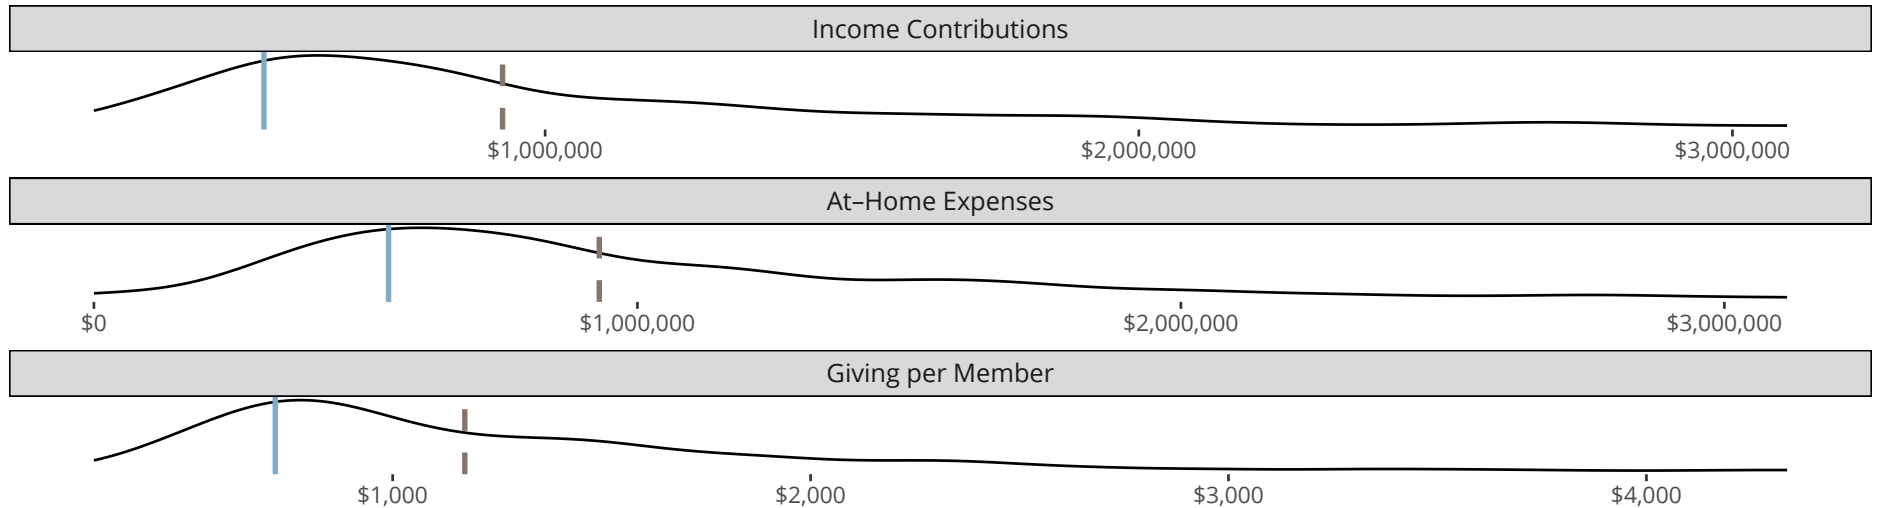 Income Contributions
$1,000,000 $2,000,000 $3,000,000
At–Home Expenses
$0 $1,000,000 $2,000,000 $3,000,000
Giving per Member
$1,000 $2,000 $3,000 $4,000